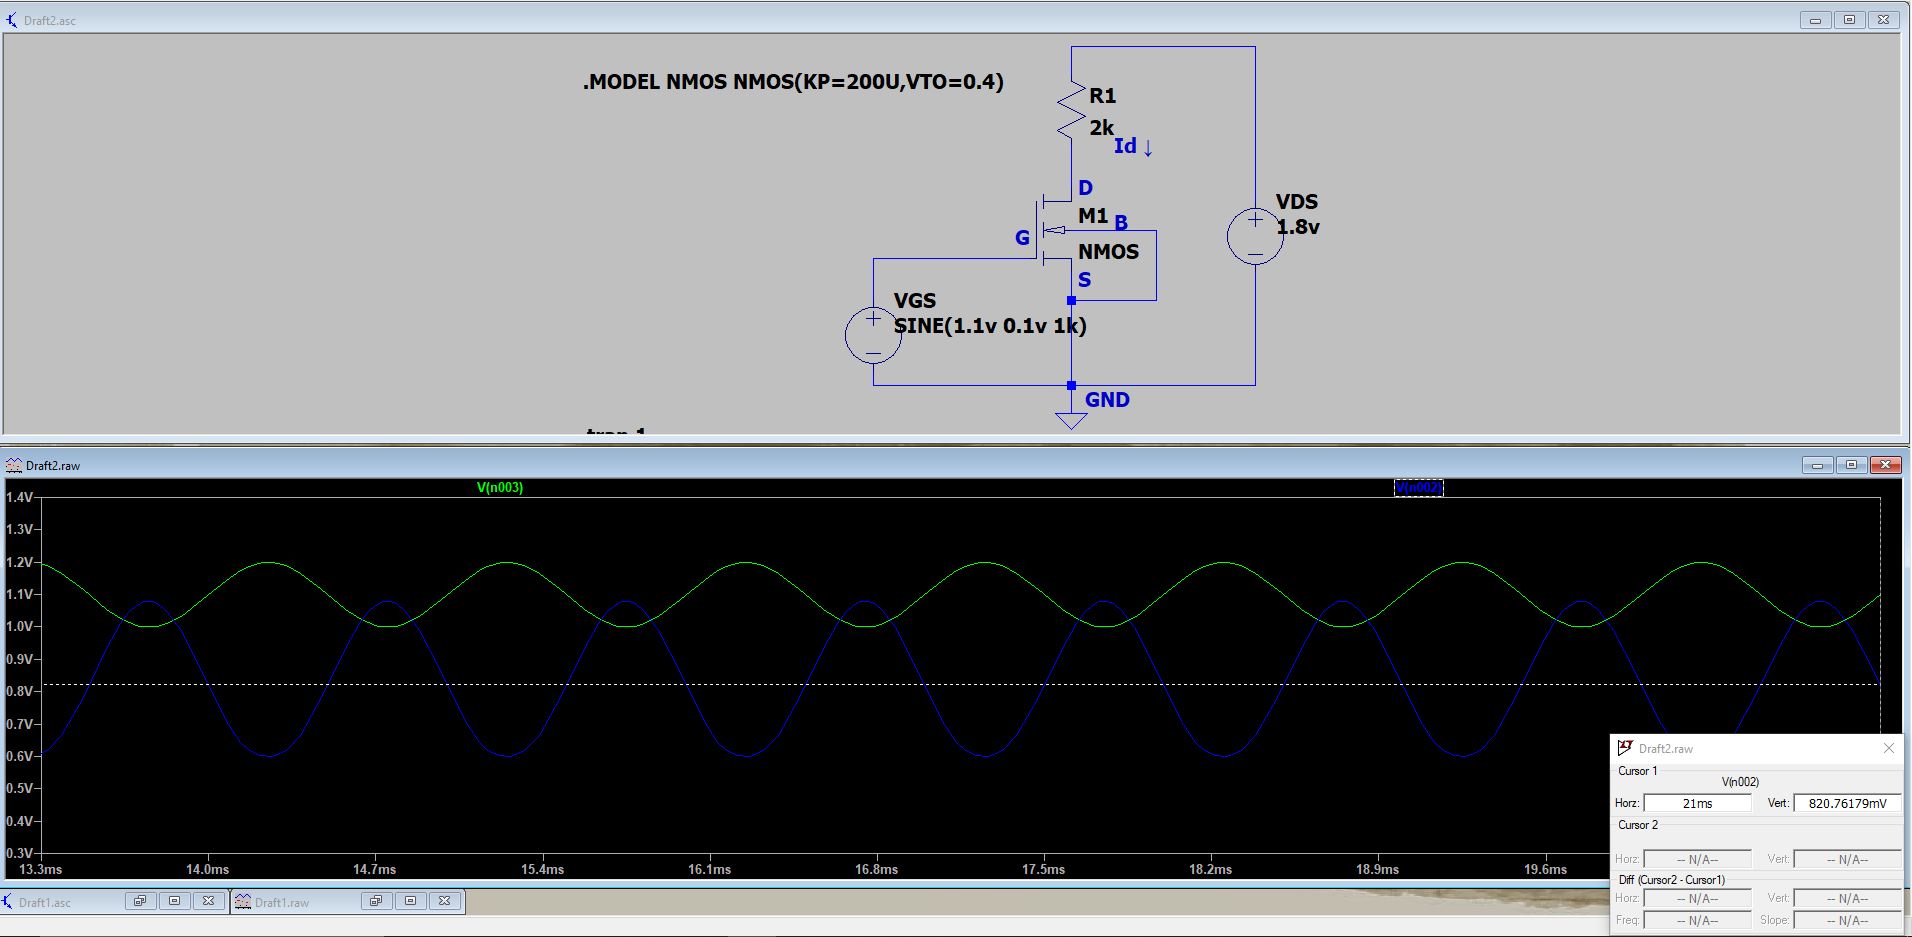 Draft2.asc
.MODEL NMOS NMOS(KP=200U,VTO=0.4)
R1
2k
Id ↓
D
M1
B
G
NMOS
S
VDS
1.8v
VGS
SINE(1.1v 0.1v 1k)
GND
Draft2.raw
V(n003)
V(n002)
1.4V
1.3V
1.2V
1.1V
1.0V
0.9V
0.8V
0.7V
0.6V
0.5V
0.4V
0.3V
13.3ms 14.0ms 14.7ms 15.4ms 16.1ms 16.8ms 17.5ms 18.2ms 18.9ms 19.6ms
Draft2.raw
Cursor 1
V(n002)
Horz: 21ms Vert: 820.76179mV
Cursor 2
Horz: -- N/A-- Vert: -- N/A--
Diff (Cursor2 - Cursor1)
Horz: -- N/A-- Vert: -- N/A--
Freq: -- N/A-- Slope: -- N/A--
Draft1.asc
Draft1.raw